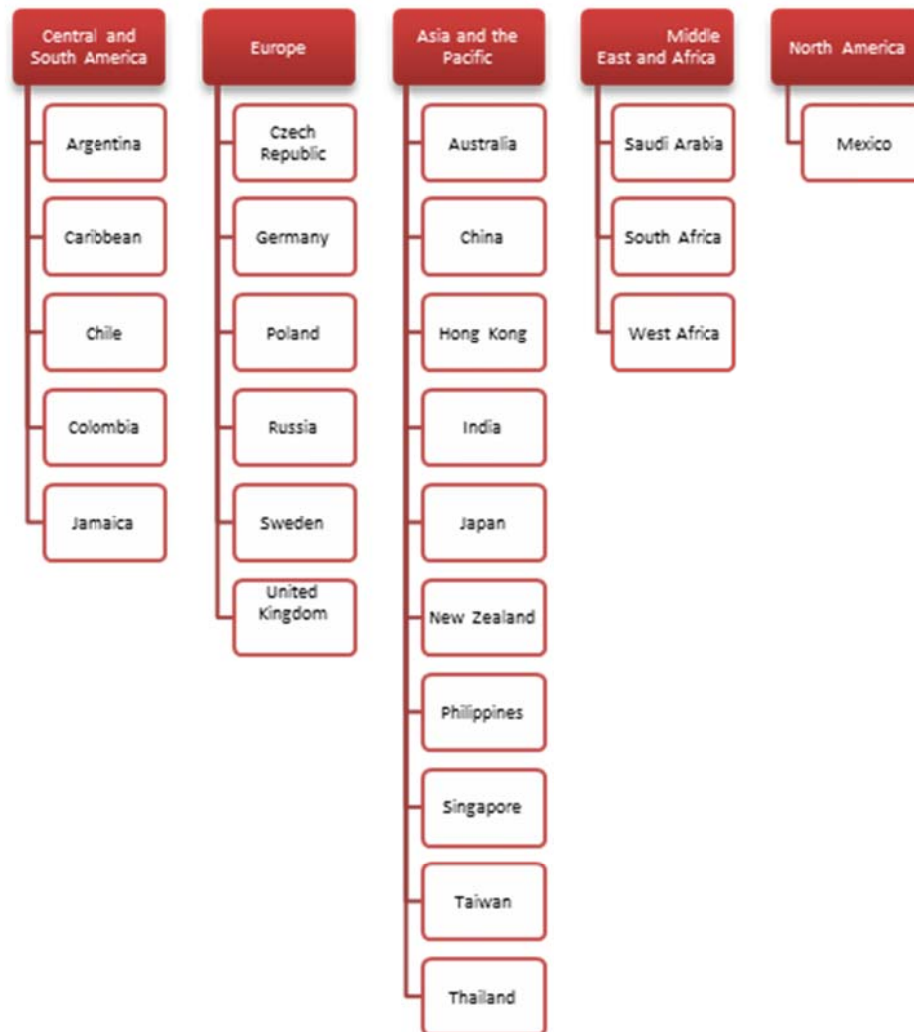 Central and
South America
Argentina
Caribbean
Chile
Colombia
Jamaica
Europe
Czech
Republic
Germany
Poland
Russia
Sweden
United
Kingdom
Asia and the
Pacific
Australia
China
Hong Kong
India
Japan
New Zealand
Philippines
Singapore
Taiwan
Thailand
Middle
East and Africa
Saudi Arabia
South Africa
West Africa
North America
Mexico